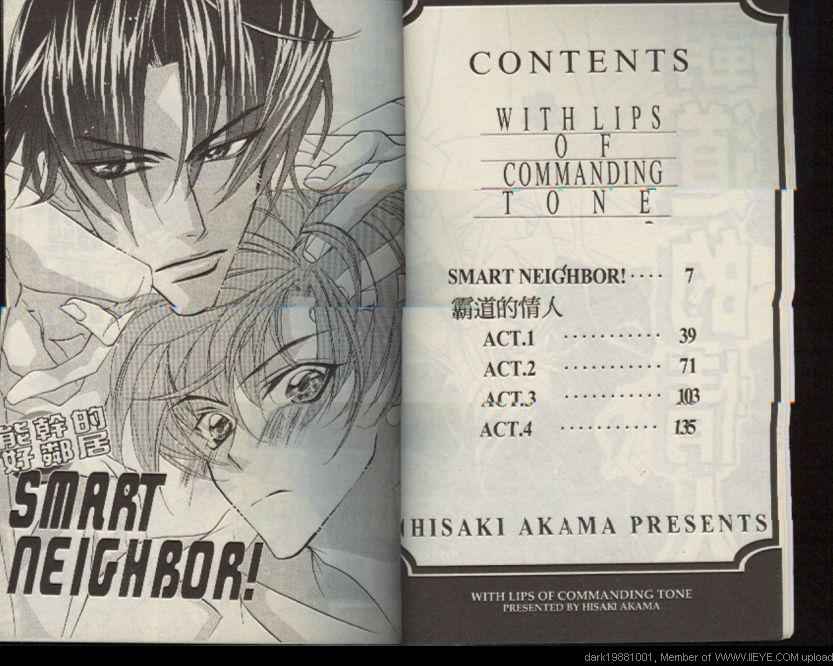 能幹的
好鄰居
SMART
NEIGHBOR!
CONTENTS
WITH LIPS
OF
COMMANDING
TONE
SMART NEIGHBOR!···· 7
霸道的情人
ACT.1 ··········· 39
ACT.2 ··········· 71
ACT.3 ··········· 103
ACT.4 ··········· 135
HISAKI AKAMA PRESENTS
WITH LIPS OF COMMANDING TONE
PRESENTED BY HISAKI AKAMA
dark19881001, Member of WWW.IIEYE.COM upload